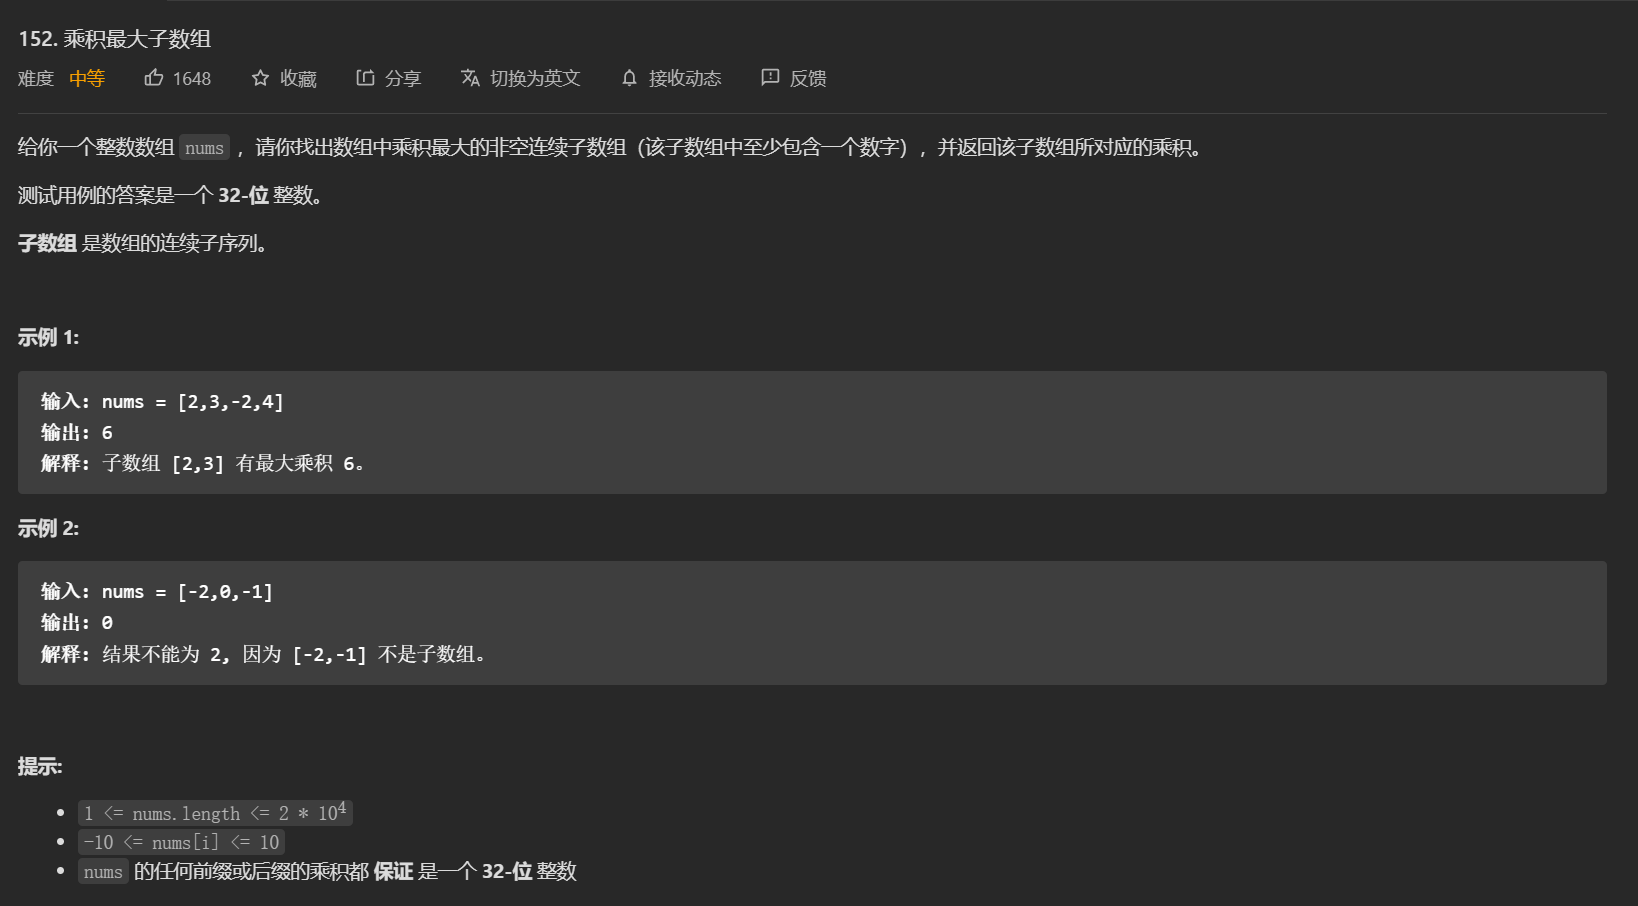 152. 乘积最大子数组
难度 中等 1648 收藏 分享 切换为英文 接收动态 反馈
给你一个整数数组 nums ，请你找出数组中乘积最大的非空连续子数组（该子数组中至少包含一个数字），并返回该子数组所对应的乘积。
测试用例的答案是一个 32-位 整数。
子数组 是数组的连续子序列。
示例 1:
输入: nums = [2,3,-2,4]
输出: 6
解释: 子数组 [2,3] 有最大乘积 6。
示例 2:
输入: nums = [-2,0,-1]
输出: 0
解释: 结果不能为 2, 因为 [-2,-1] 不是子数组。
提示:
• 1 <= nums.length <= 2 * 10⁴
• -10 <= nums[i] <= 10
• nums 的任何前缀或后缀的乘积都 保证 是一个 32-位 整数